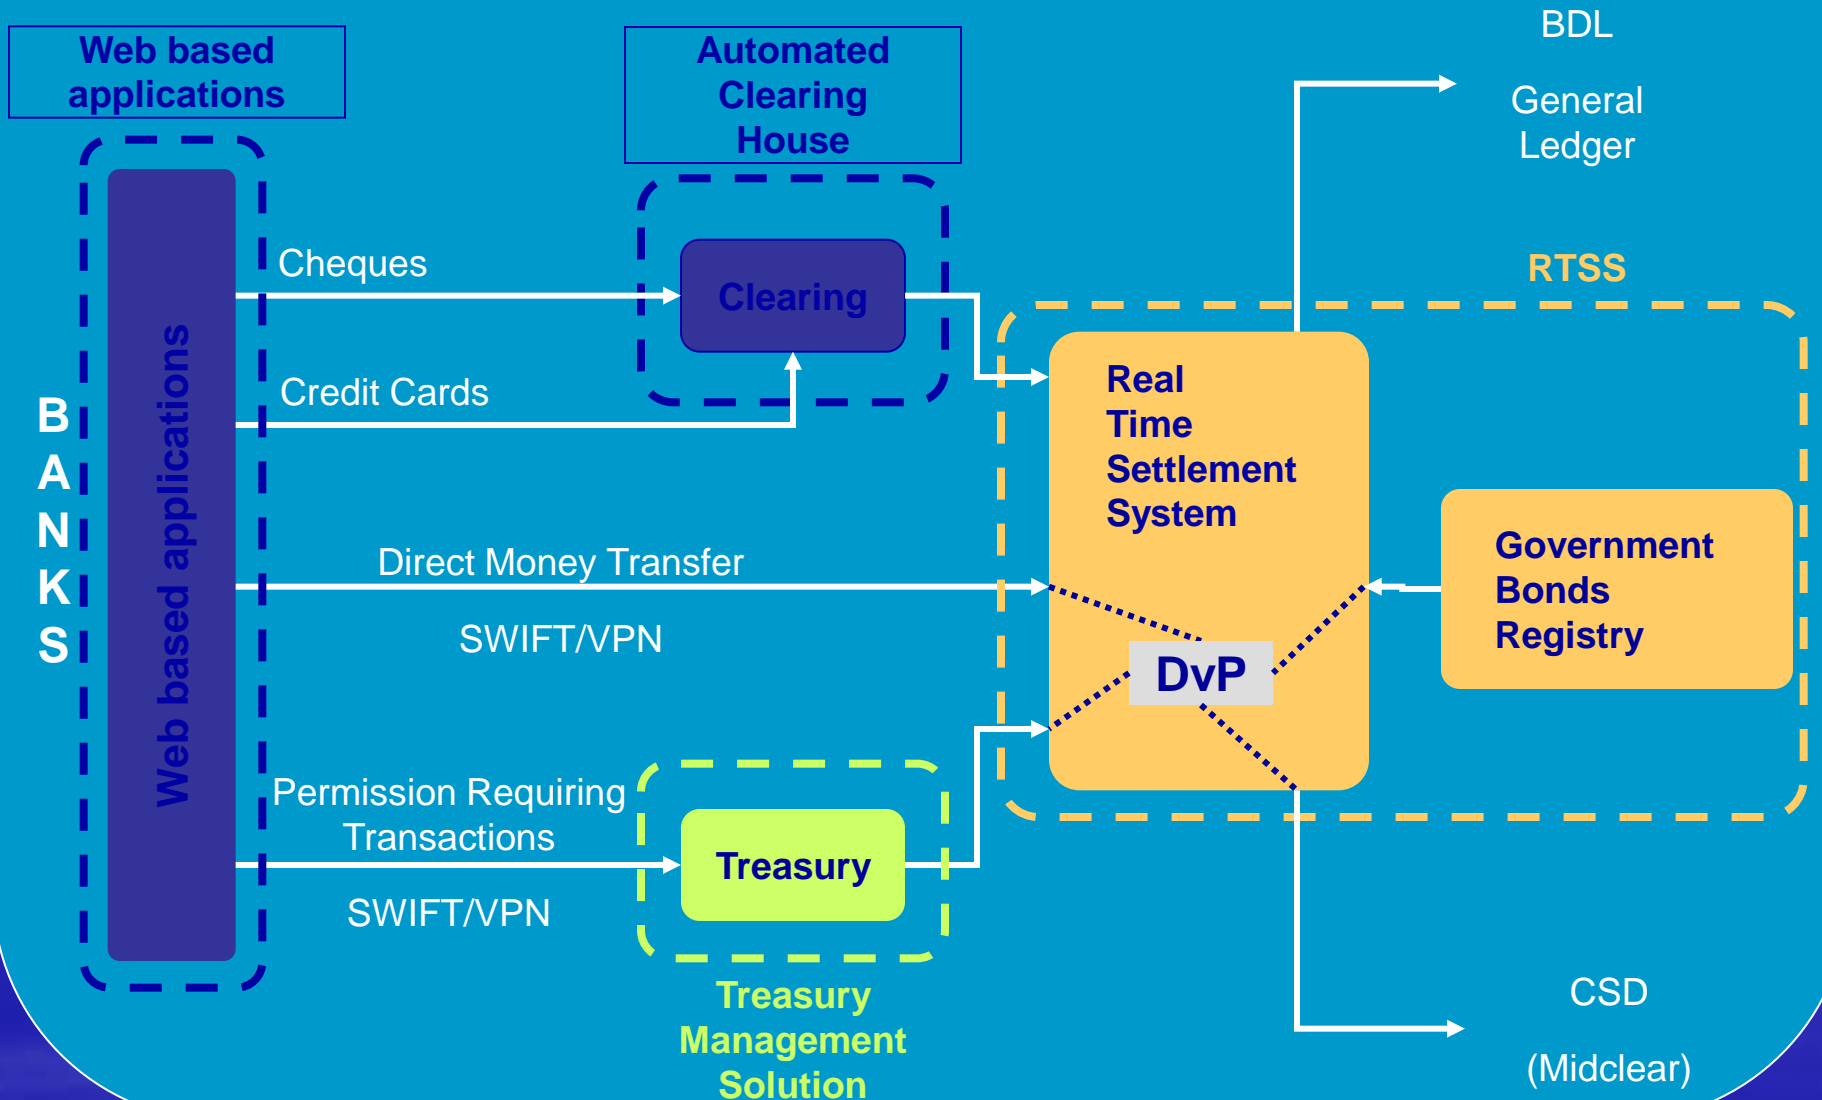 Web based
applications
Automated
Clearing
House
BDL
General
Ledger
B
A
N
K
S
Web based applications
Cheques
Clearing
Credit Cards
Direct Money Transfer
SWIFT/VPN
Permission Requiring
Transactions
SWIFT/VPN
Treasury
Treasury
Management
Solution
RTSS
Real
Time
Settlement
System
DvP
Government
Bonds
Registry
CSD
(Midclear)